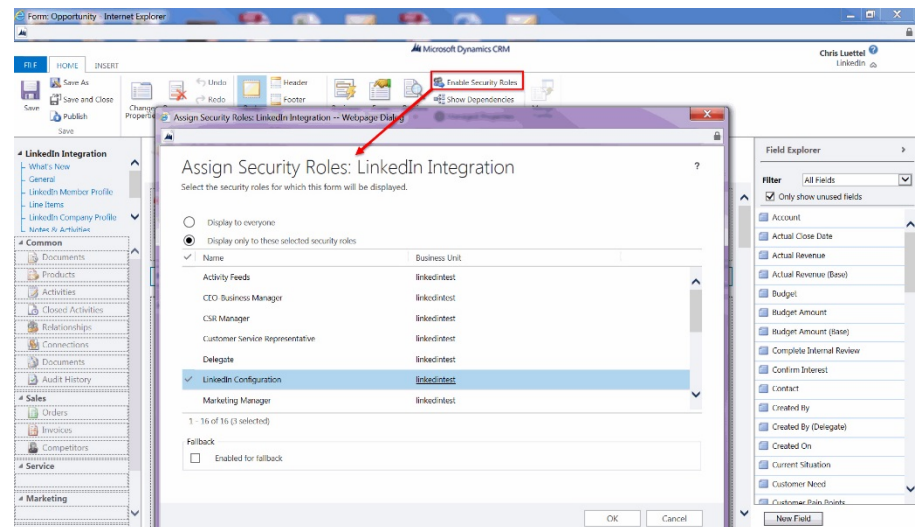 Form: Opportunity - Internet Explorer
Microsoft Dynamics CRM
Chris Luettel
LinkedIn
FILE HOME INSERT
Save
Save As
Save and Close
Publish
Save
Undo
Redo
Header
Footer
Enable Security Roles
Show Dependencies
Managed Properties
Assign Security Roles: LinkedIn Integration -- Webpage Dialog
Assign Security Roles: LinkedIn Integration
?
Select the security roles for which this form will be displayed.
Display to everyone
Display only to these selected security roles
Name Business Unit
Activity Feeds linkedintest
CEO-Business Manager linkedintest
CSR Manager linkedintest
Customer Service Representative linkedintest
Delegate linkedintest
LinkedIn Configuration linkedintest
Marketing Manager linkedintest
1 - 16 of 16 (3 selected)
Fallback
Enabled for fallback
OK Cancel
LinkedIn Integration
What's New
General
LinkedIn Member Profile
Line Items
LinkedIn Company Profile
Notes & Activities
Common
Documents
Products
Activities
Closed Activities
Relationships
Connections
Documents
Audit History
Sales
Orders
Invoices
Competitors
Service
Marketing
Field Explorer
Filter All Fields
Only show unused fields
Account
Actual Close Date
Actual Revenue
Actual Revenue (Base)
Budget
Budget Amount
Budget Amount (Base)
Complete Internal Review
Confirm Interest
Contact
Created By
Created By (Delegate)
Created On
Current Situation
Customer Need
Customer Pain Points
New Field